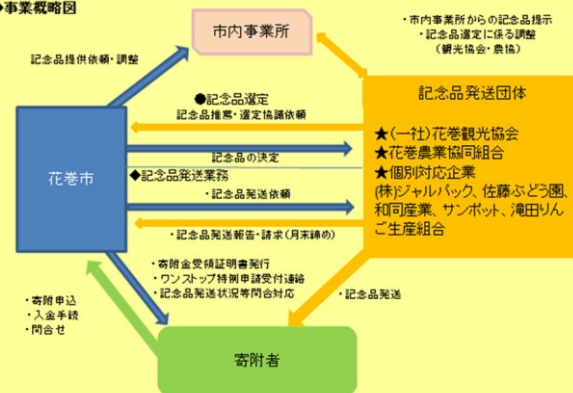 ◆事業概略図
市内事業所
・市内事業所からの記念品提示
・記念品選定に係る調整
(観光協会・農協)
記念品提供依頼・調整
●記念品選定
記念品推薦・選定協議依頼
記念品発送団体
★(一社)花巻観光協会
★花巻農業協同組合
★個別対応企業
(株)ジャルパック、佐藤ぶどう園、
和同産業、サンポット、滝田りん
ご生産組合
花巻市
記念品の決定
◆記念品発送業務
・記念品発送依頼
・記念品発送報告・請求(月末締め)
・寄附金受領証明書発行
・ワンストップ特例申請受付連絡
・記念品発送状況等問合対応
・記念品発送
・寄附申込
・入金手続
・問合せ
寄附者